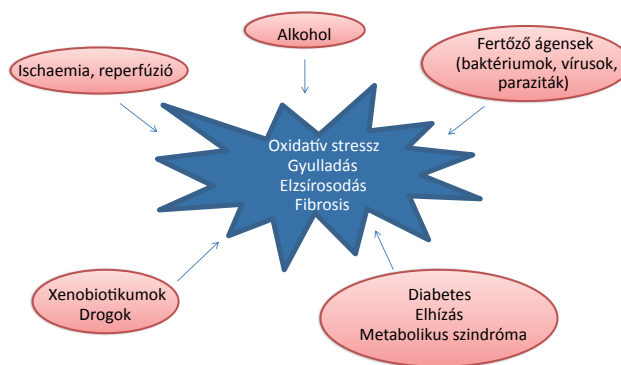 Alkohol
Ischaemia, reperfúzió
Fertőző ágensek
(baktériumok, vírusok,
paraziták)
Oxidatív stressz
Gyulladás
Elzsírosodás
Fibrosis
Xenobiotikumok
Drogok
Diabetes
Elhízás
Metabolikus szindróma